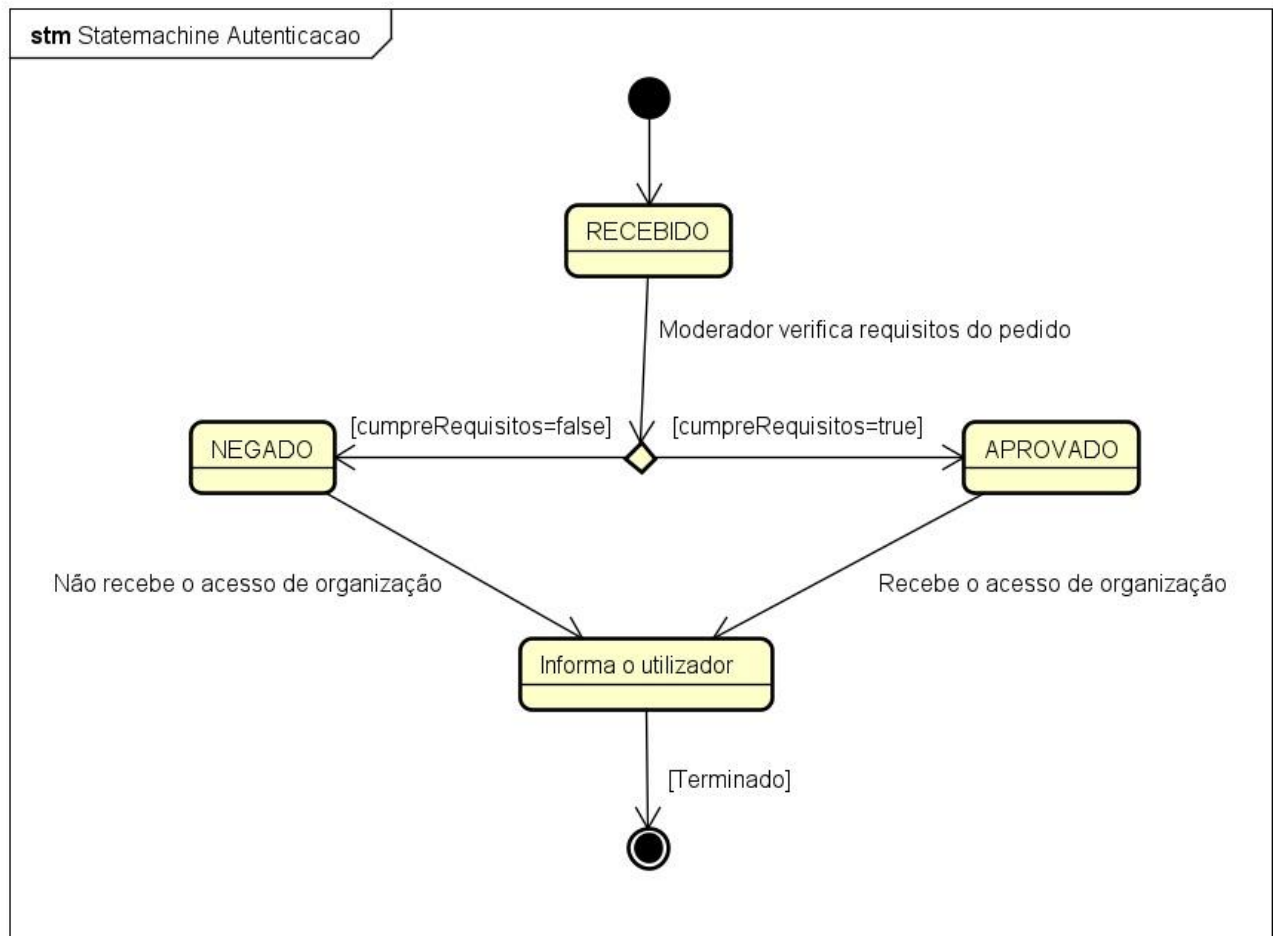 stm Statemachine Autenticacao
RECEBIDO
Moderador verifica requisitos do pedido
[cumpreRequisitos=false]
[cumpreRequisitos=true]
NEGADO
APROVADO
Não recebe o acesso de organização
Recebe o acesso de organização
Informa o utilizador
[Terminado]